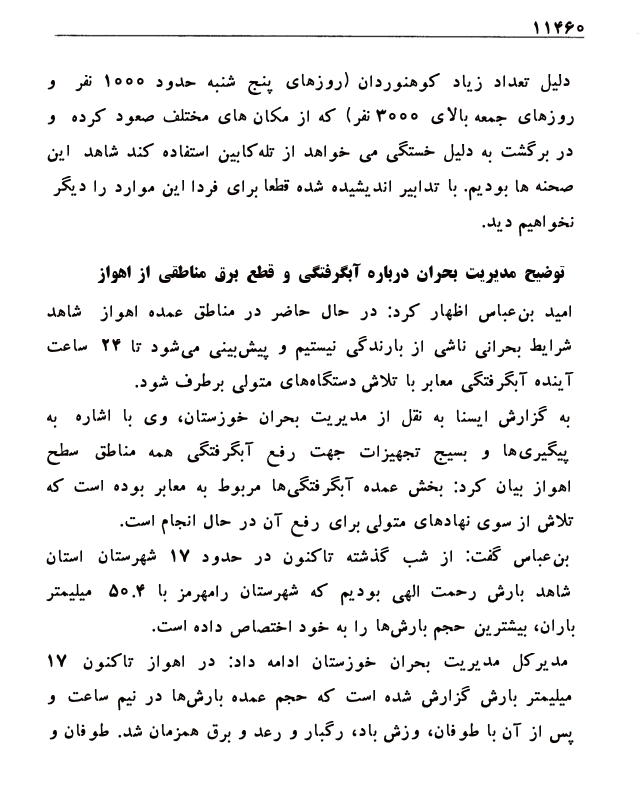 ۱۱۴۶۰
دلیل تعداد زیاد کوهنوردان (روزهای پنج شنبه حدود ۱۰۰۰ نفر و
روزهای جمعه بالای ۳۰۰۰ نفر) که از مکان های مختلف صعود کرده و
در برگشت به دلیل خستگی می خواهد از تله‌کابین استفاده کند شاهد این
صحنه ها بودیم. با تدابیر اندیشیده شده قطعا برای فردا این موارد را دیگر
نخواهیم دید.
توضیح مدیریت بحران درباره آبگرفتگی و قطع برق مناطقی از اهواز
امید بن‌عباس اظهار کرد: در حال حاضر در مناطق عمده اهواز شاهد
شرایط بحرانی ناشی از بارندگی نیستیم و پیش‌بینی می‌شود تا ۲۴ ساعت
آینده آبگرفتگی معابر با تلاش دستگاه‌های متولی برطرف شود.
به گزارش ایسنا به نقل از مدیریت بحران خوزستان، وی با اشاره به
پیگیری‌ها و بسیج تجهیزات جهت رفع آبگرفتگی همه مناطق سطح
اهواز بیان کرد: بخش عمده آبگرفتگی‌ها مربوط به معابر بوده است که
تلاش از سوی نهادهای متولی برای رفع آن در حال انجام است.
بن‌عباس گفت: از شب گذشته تاکنون در حدود ۱۷ شهرستان استان
شاهد بارش رحمت الهی بودیم که شهرستان رامهرمز با ۵۰.۴ میلیمتر
باران، بیشترین حجم بارش‌ها را به خود اختصاص داده است.
مدیرکل مدیریت بحران خوزستان ادامه داد: در اهواز تاکنون ۱۷
میلیمتر بارش گزارش شده است که حجم عمده بارش‌ها در نیم ساعت و
پس از آن با طوفان، وزش باد، رگبار و رعد و برق همزمان شد. طوفان و